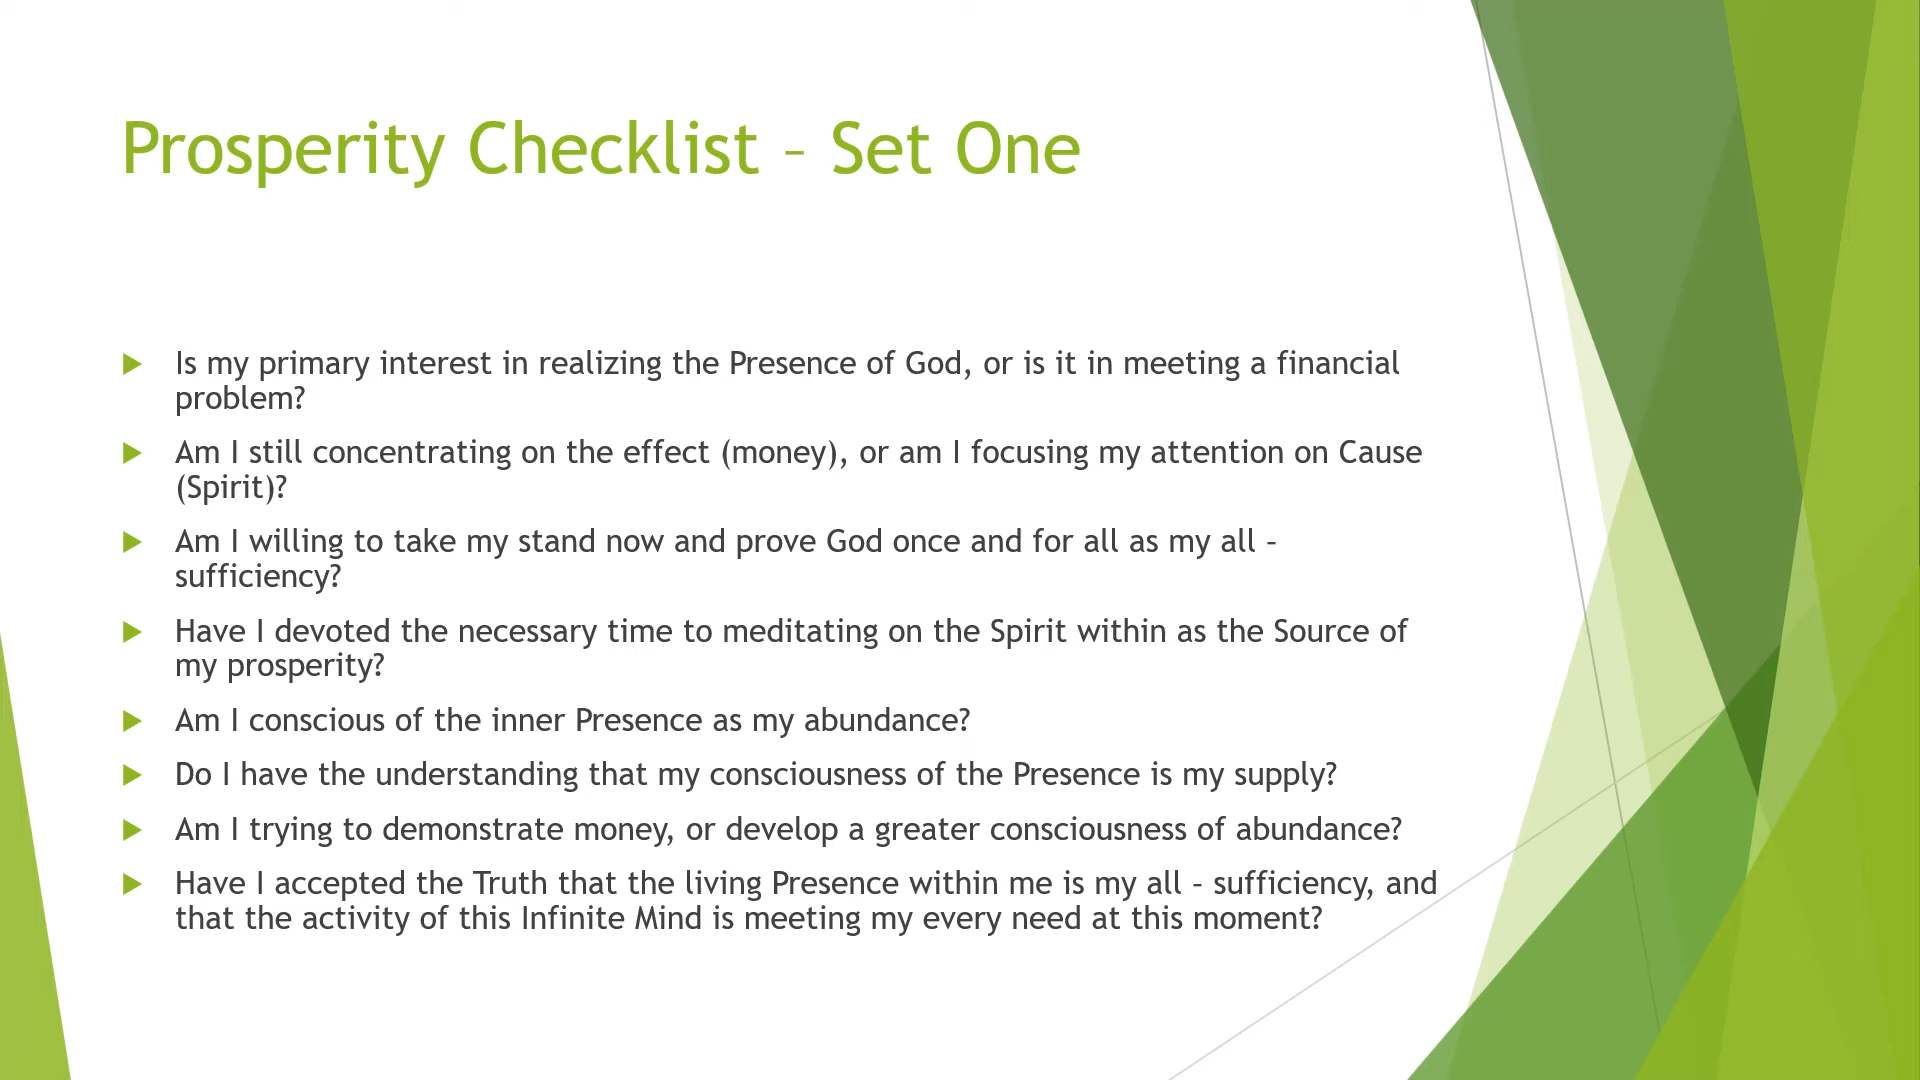 Prosperity Checklist – Set One
Is my primary interest in realizing the Presence of God, or is it in meeting a financial
problem?
Am I still concentrating on the effect (money), or am I focusing my attention on Cause
(Spirit)?
Am I willing to take my stand now and prove God once and for all as my all –
sufficiency?
Have I devoted the necessary time to meditating on the Spirit within as the Source of
my prosperity?
Am I conscious of the inner Presence as my abundance?
Do I have the understanding that my consciousness of the Presence is my supply?
Am I trying to demonstrate money, or develop a greater consciousness of abundance?
Have I accepted the Truth that the living Presence within me is my all – sufficiency, and
that the activity of this Infinite Mind is meeting my every need at this moment?